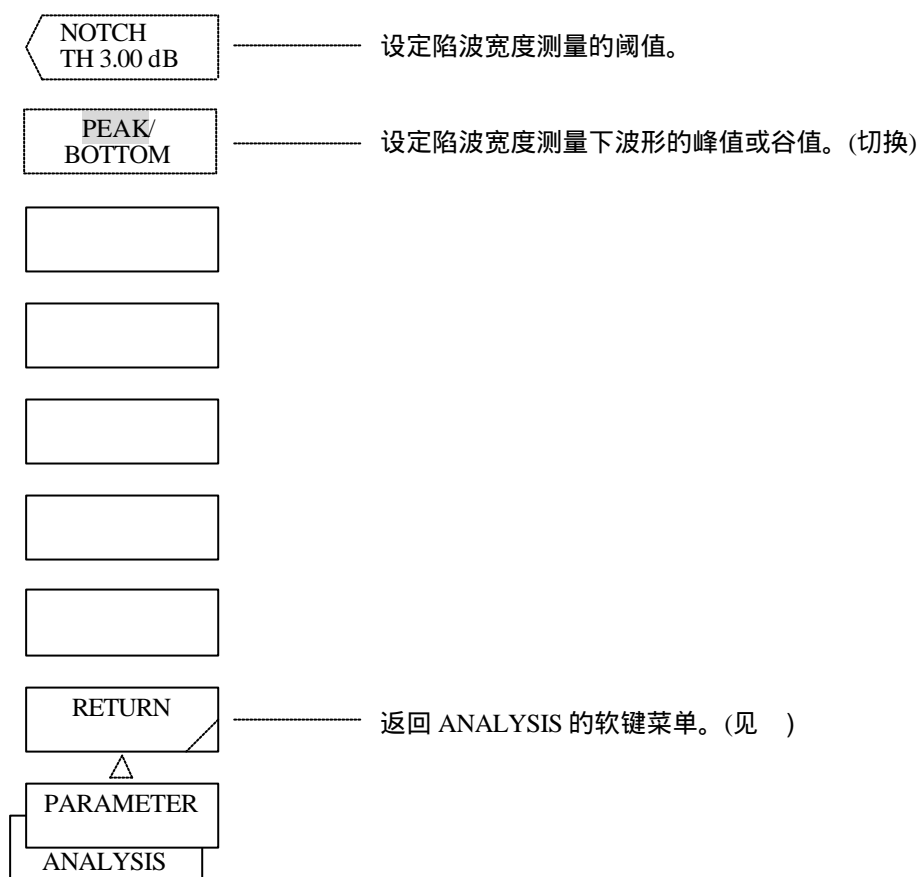 NOTCH
TH 3.00 dB
设定陷波宽度测量的阈值。
PEAK/
BOTTOM
设定陷波宽度测量下波形的峰值或谷值。(切换)
RETURN
返回 ANALYSIS 的软键菜单。(见 )
PARAMETER
ANALYSIS